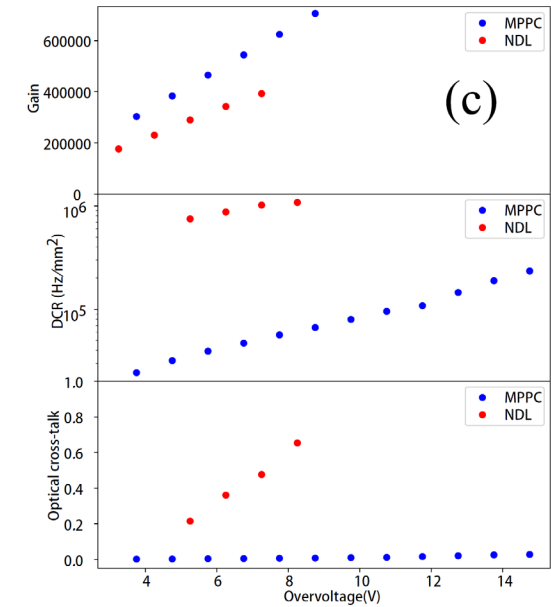 600000
400000
200000
0
Gain
MPPC
NDL
(c)
10^6
10^5
DCR (Hz/mm^2)
MPPC
NDL
1.0
0.8
0.6
0.4
0.2
0.0
Optical cross-talk
MPPC
NDL
4 6 8 10 12 14
Overvoltage(V)